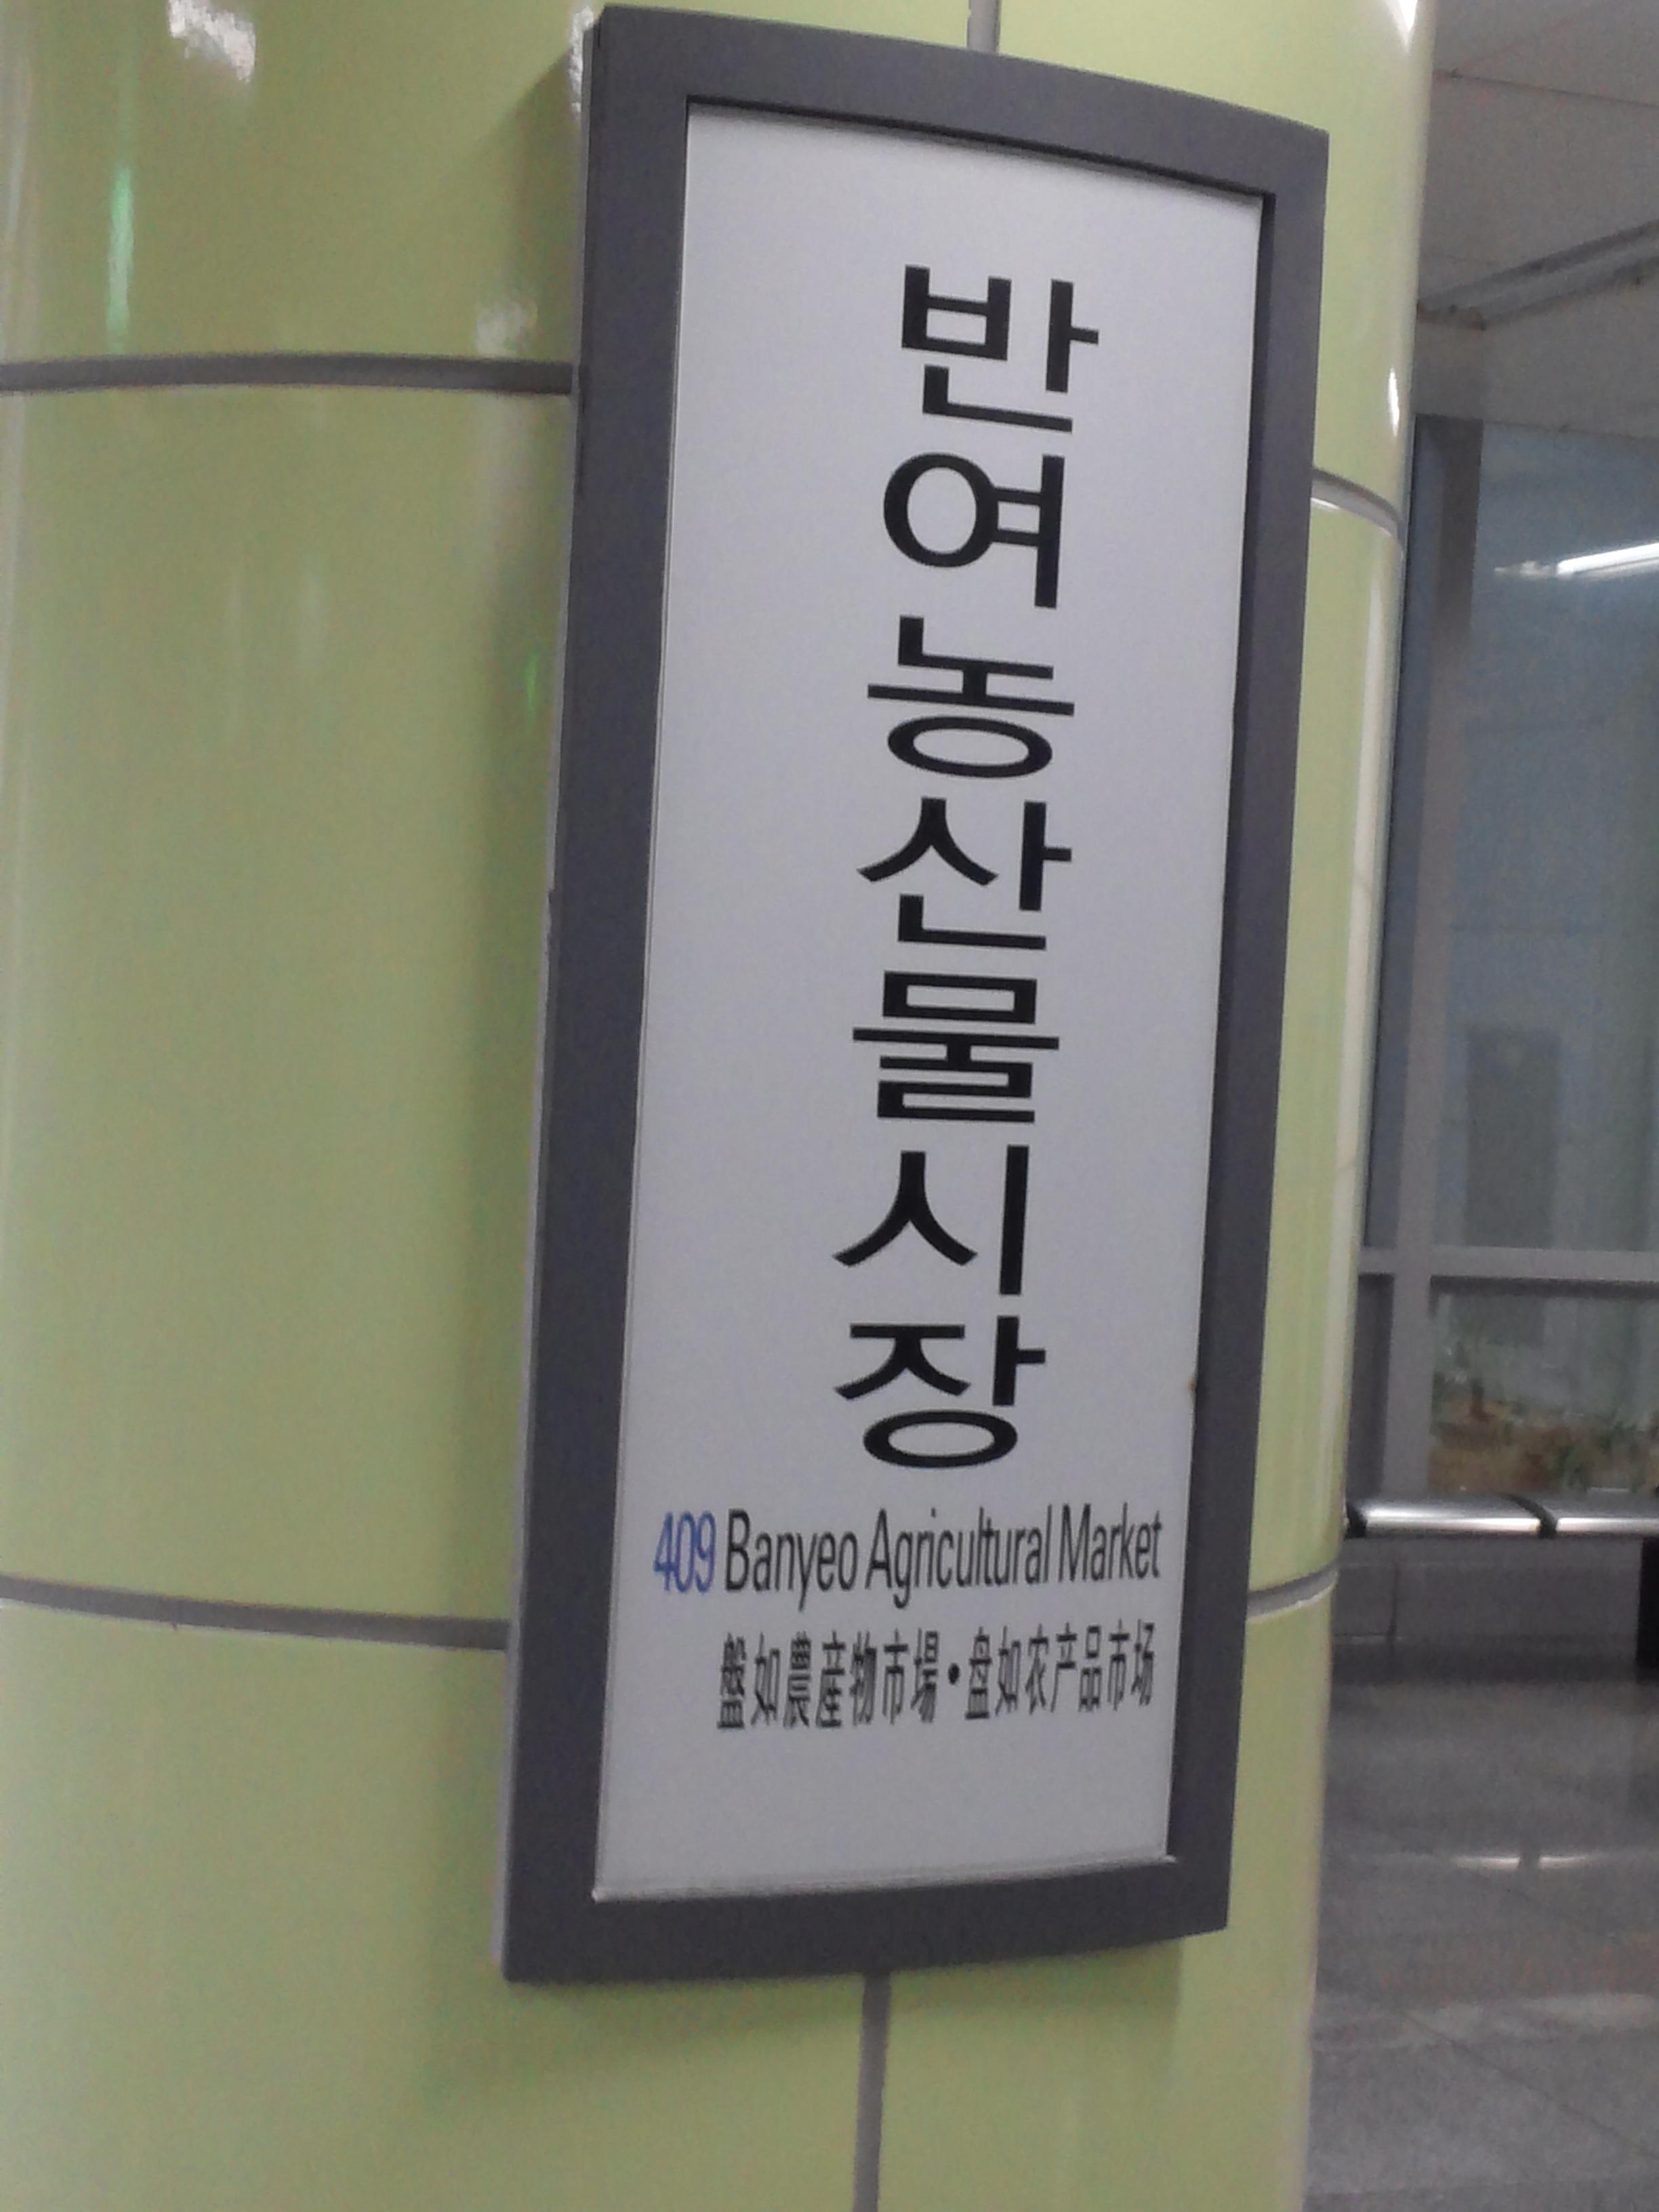 반여농산물시장
409 Banyeo Agricultural Market
盤如農産物市場•盘如农产品市场